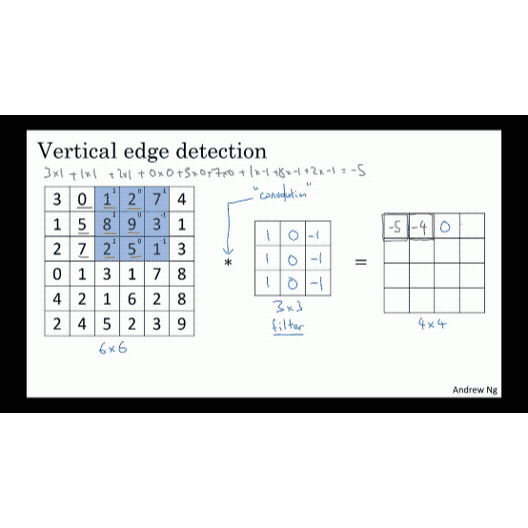 Vertical edge detection
3×1 + 1×1 + 2×1 + 0×0 + 5×0 + 7×0 + 1×-1 + 8×-1 + 2×-1 = -5
"convolution"
3 0 1 2 7 4
1 5 8 9 3 1
2 7 2 5 1 3
0 1 3 1 7 8
4 2 1 6 2 8
2 4 5 2 3 9
6×6
*
1 0 -1
1 0 -1
1 0 -1
3×3
filter
=
-5 -4 0
4×4
Andrew Ng